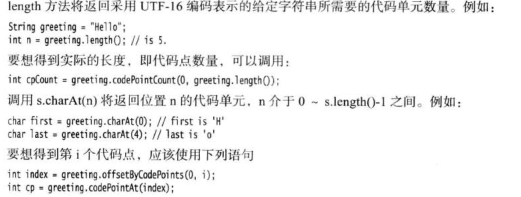 length 方法将返回采用 UTF-16 编码表示的给定字符串所需要的代码单元数量。例如：
String greeting = "Hello";
int n = greeting.length(); // is 5.
要想得到实际的长度，即代码点数量，可以调用：
int cpCount = greeting.codePointCount(0, greeting.length());
调用 s.charAt(n) 将返回位置 n 的代码单元，n 介于 0 ~ s.length()-1 之间。例如：
char first = greeting.charAt(0); // first is 'H'
char last = greeting.charAt(4); // last is 'o'
要想得到第 i 个代码点，应该使用下列语句
int index = greeting.offsetByCodePoints(0, i);
int cp = greeting.codePointAt(index);